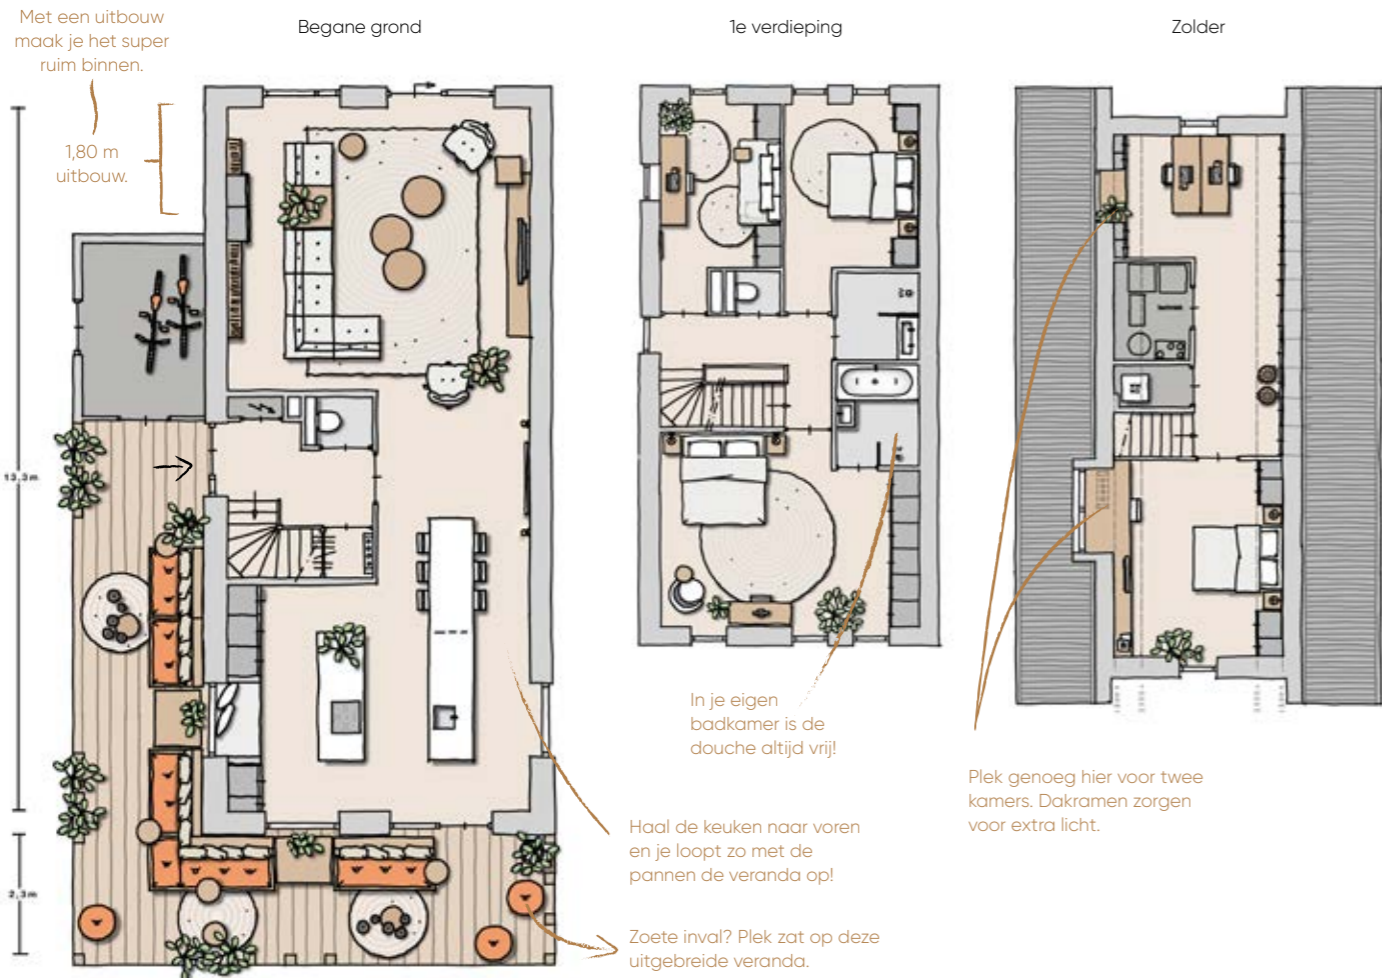 Met een uitbouw
maak je het super
ruim binnen.
Begane grond
1e verdieping
Zolder
1,80 m
uitbouw.
13,3m
2,3m
In je eigen
badkamer is de
douche altijd vrij!
Plek genoeg hier voor twee
kamers. Dakramen zorgen
voor extra licht.
Haal de keuken naar voren
en je loopt zo met de
pannen de veranda op!
Zoete inval? Plek zat op deze
uitgebreide veranda.